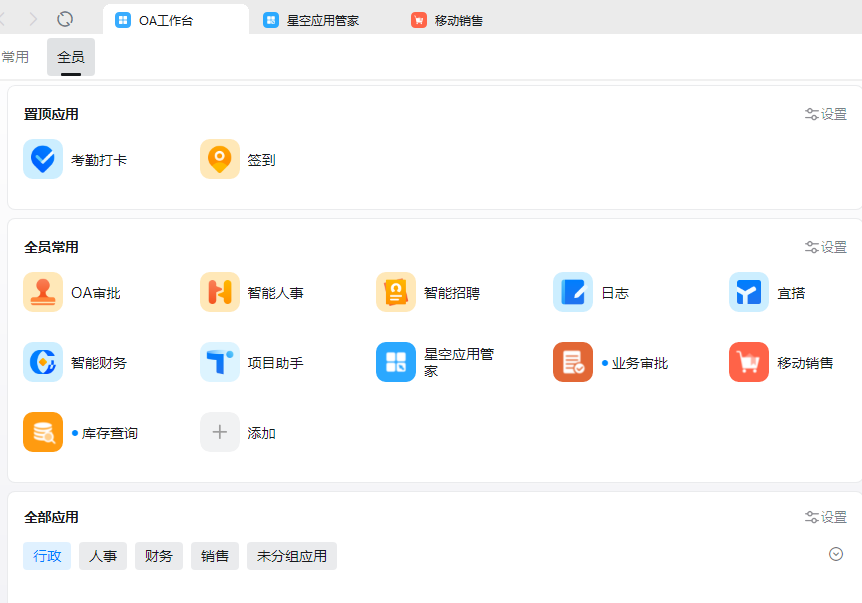 OA工作台
星空应用管家
移动销售
常用
全员
置顶应用
设置
考勤打卡
签到
全员常用
设置
OA审批
智能人事
智能招聘
日志
宜搭
智能财务
项目助手
星空应用管
家
业务审批
移动销售
库存查询
添加
全部应用
设置
行政
人事
财务
销售
未分组应用